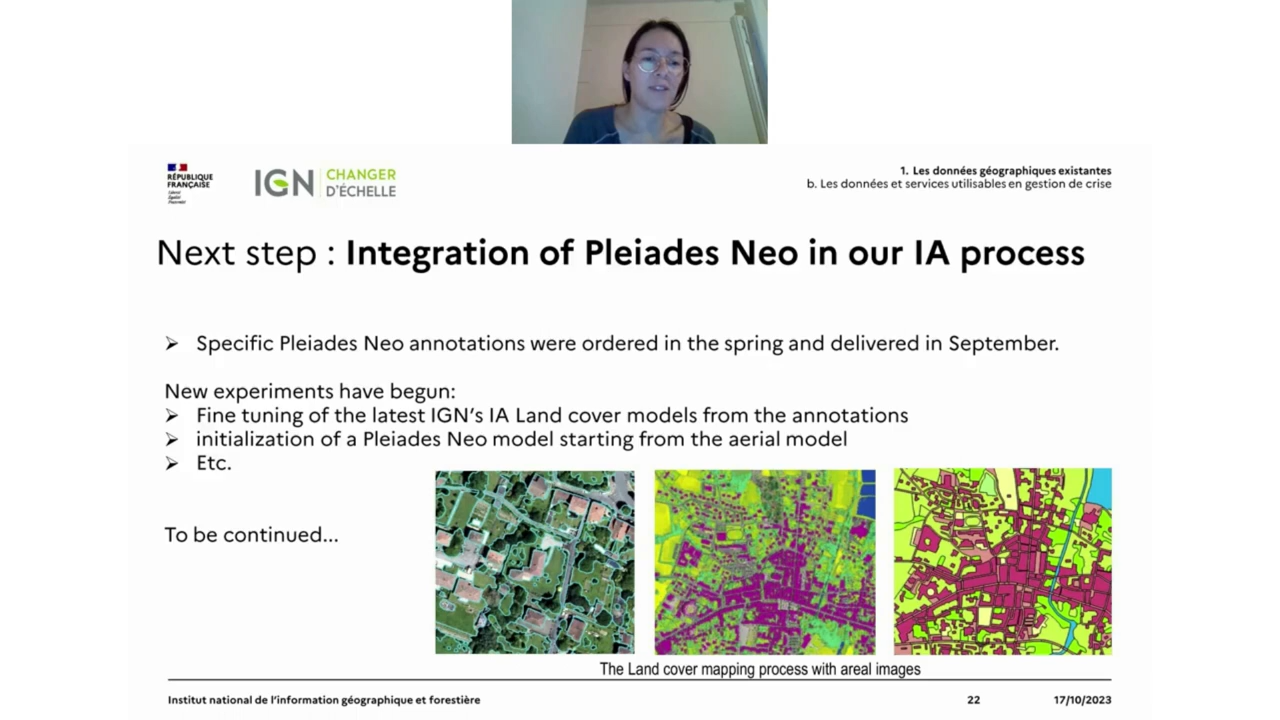 RÉPUBLIQUE
FRANÇAISE
Liberté
Égalité
Fraternité
IGN
CHANGER
D'ÉCHELLE
1. Les données géographiques existantes
b. Les données et services utilisables en gestion de crise
Next step : Integration of Pleiades Neo in our IA process
Specific Pleiades Neo annotations were ordered in the spring and delivered in September.
New experiments have begun:
Fine tuning of the latest IGN's IA Land cover models from the annotations
initialization of a Pleiades Neo model starting from the aerial model
Etc.
To be continued...
The Land cover mapping process with areal images
Institut national de l'information géographique et forestière
22
17/10/2023